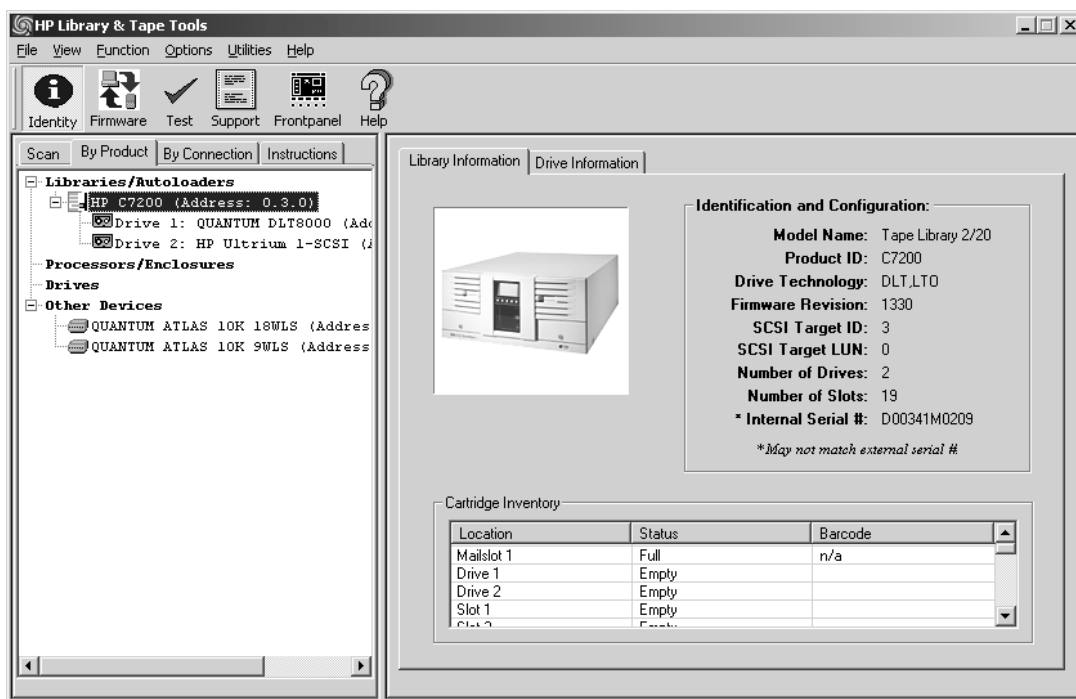 HP Library & Tape Tools
File View Function Options Utilities Help
Identity Firmware Test Support Frontpanel Help
Scan By Product By Connection Instructions
Libraries/Autoloaders
HP C7200 (Address: 0.3.0)
Drive 1: QUANTUM DLT8000 (Add
Drive 2: HP Ultrium 1-SCSI (
Processors/Enclosures
Drives
Other Devices
QUANTUM ATLAS 10K 18WLS (Addres
QUANTUM ATLAS 10K 9WLS (Address
Library Information Drive Information
Identification and Configuration:
Model Name: Tape Library 2/20
Product ID: C7200
Drive Technology: DLT,LTO
Firmware Revision: 1330
SCSI Target ID: 3
SCSI Target LUN: 0
Number of Drives: 2
Number of Slots: 19
* Internal Serial #: D00341M0209
*May not match external serial #.
Cartridge Inventory
Location Status Barcode
Mailslot 1 Full n/a
Drive 1 Empty
Drive 2 Empty
Slot 1 Empty